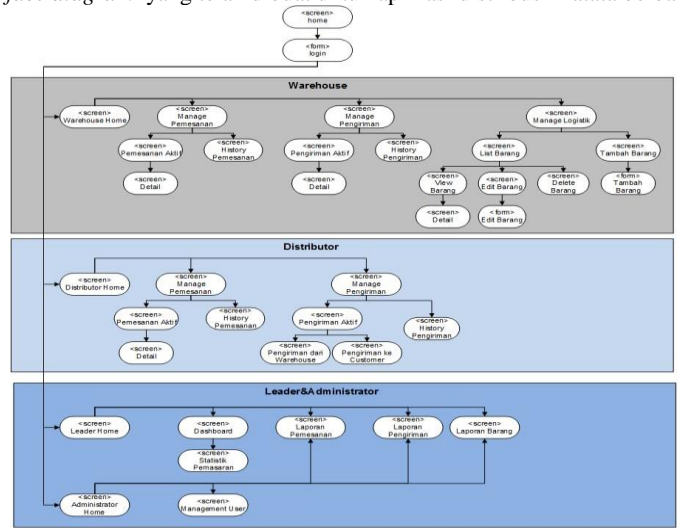 <screen>
home
<form>
login
Warehouse
<screen>
Warehouse Home
<screen>
Manage
Pemesanan
<screen>
Manage
Pengiriman
<screen>
Manage Logistik
<screen>
Pemesanan Aktif
<screen>
History
Pemesanan
<screen>
Pengiriman Aktif
<screen>
History
Pengiriman
<screen>
List Barang
<screen>
Tambah Barang
<screen>
Detail
<screen>
Detail
<screen>
View
Barang
<screen>
Edit Barang
<screen>
Delete
Barang
<form>
Tambah
Barang
<screen>
Detail
<form>
Edit Barang
Distributor
<screen>
Distributor Home
<screen>
Manage
Pemesanan
<screen>
Manage
Pengiriman
<screen>
Pemesanan Aktif
<screen>
History
Pemesanan
<screen>
Pengiriman Aktif
<screen>
History
Pengiriman
<screen>
Detail
<screen>
Pengiriman dari
Warehouse
<screen>
Pengiriman ke
Customer
Leader&Administrator
<screen>
Leader Home
<screen>
Dashboard
<screen>
Laporan
Pemesanan
<screen>
Laporan
Pengiriman
<screen>
Laporan Barang
<screen>
Statistik
Pemasaran
<screen>
Administrator
Home
<screen>
Management User